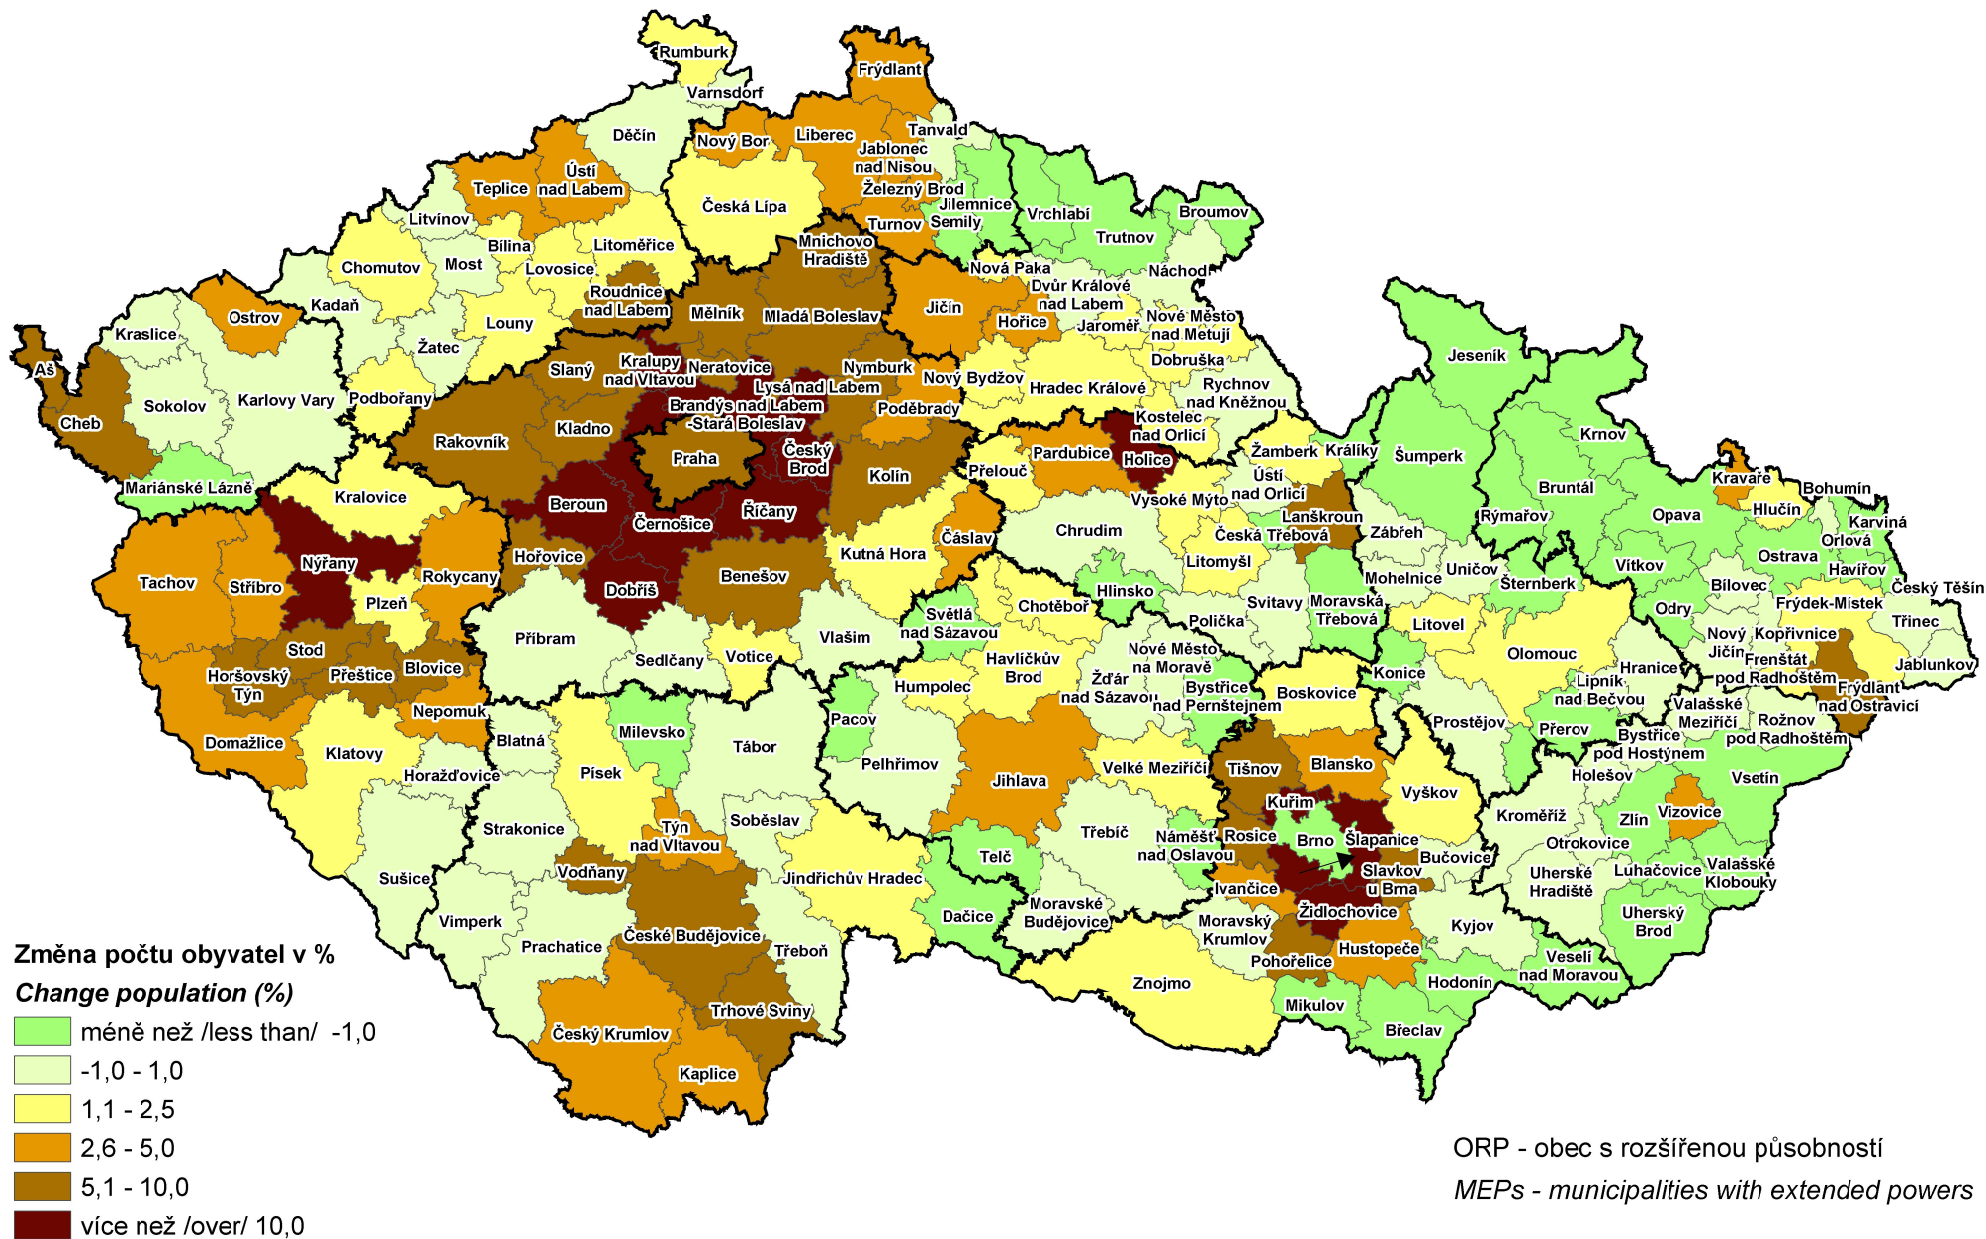 Rumburk
Varnsdorf
Frýdlant
Děčín
Nový Bor
Liberec
Tanvald
Jablonec
nad Nisou
Ústí
nad Labem
Teplice
Železný Brod
Česká Lípa
Jilemnice
Semily
Turnov
Vrchlabí
Broumov
Trutnov
Litvínov
Bílina
Litoměřice
Mnichovo
Hradiště
Most
Lovosice
Chomutov
Nová Paka
Náchod
Dvůr Králové
nad Labem
Kadaň
Roudnice
nad Labem
Mělník
Mladá Boleslav
Jičín
Hořice
Jaroměř
Nové Město
nad Metují
Ostrov
Kraslice
Louny
Žatec
Dobruška
Jeseník
Aš
Slaný
Kralupy
nad Vltavou
Neratovice
Nymburk
Nový Bydžov
Hradec Králové
Rychnov
nad Kněžnou
Lysá nad Labem
Podbořany
Karlovy Vary
Sokolov
Brandýs nad Labem
-Stará Boleslav
Poděbrady
Cheb
Rakovník
Kladno
Kostelec
nad Orlicí
Krnov
Praha
Český
Brod
Kolín
Přelouč
Pardubice
Holice
Žamberk
Králíky
Šumperk
Mariánské Lázně
Kralovice
Beroun
Říčany
Černošice
Vysoké Mýto
Ústí
nad Orlicí
Bruntál
Kravaře
Bohumín
Hlučín
Rýmařov
Opava
Karviná
Orlová
Chrudim
Lanškroun
Česká Třebová
Zábřeh
Čáslav
Kutná Hora
Hořovice
Nýřany
Rokycany
Tachov
Stříbro
Benešov
Dobříš
Litomyšl
Mohelnice
Uničov
Šternberk
Vítkov
Ostrava
Havířov
Bílovec
Český Těšín
Plzeň
Hlinsko
Světlá
nad Sázavou
Chotěboř
Svitavy
Moravská
Třebová
Odry
Frýdek-Místek
Polička
Litovel
Třinec
Příbram
Vlašim
Sedlčany
Votice
Stod
Horšovský
Týn
Přeštice
Blovice
Nový
Jičín
Kopřivnice
Frenštát
pod Radhoštěm
Jablunkov
Olomouc
Hranice
Havlíčkův
Brod
Nové Město
na Moravě
Žďár
nad Sázavou
Humpolec
Bystřice
nad Pernštejnem
Konice
Boskovice
Lipník
nad Bečvou
Frýdlant
nad Ostravicí
Nepomuk
Pacov
Valašské
Meziříčí
Rožnov
pod Radhoštěm
Prostějov
Přerov
Bystřice
pod Hostýnem
Domažlice
Klatovy
Blatná
Milevsko
Tábor
Pelhřimov
Horažďovice
Písek
Jihlava
Velké Meziříčí
Tišnov
Blansko
Holešov
Vsetín
Vyškov
Kuřim
Kroměříž
Zlín
Vizovice
Strakonice
Týn
nad Vltavou
Soběslav
Třebíč
Náměšť
nad Oslavou
Rosice
Brno
Šlapanice
Otrokovice
Bučovice
Telč
Vodňany
Jindřichův Hradec
Sušice
Slavkov
u Brna
Ivančice
Uherské
Hradiště
Luhačovice
Valašské
Klobouky
Dačice
Moravské
Budějovice
Židlochovice
Moravský
Krumlov
Uherský
Brod
Vimperk
Prachatice
České Budějovice
Třeboň
Kyjov
Hustopeče
Pohořelice
Veselí
nad Moravou
Znojmo
Hodonín
Mikulov
Břeclav
Trhové Sviny
Český Krumlov
Kaplice
Změna počtu obyvatel v %
Change population (%)
méně než /less than/ -1,0
-1,0 - 1,0
1,1 - 2,5
2,6 - 5,0
5,1 - 10,0
více než /over/ 10,0
ORP - obec s rozšířenou působností
MEPs - municipalities with extended powers